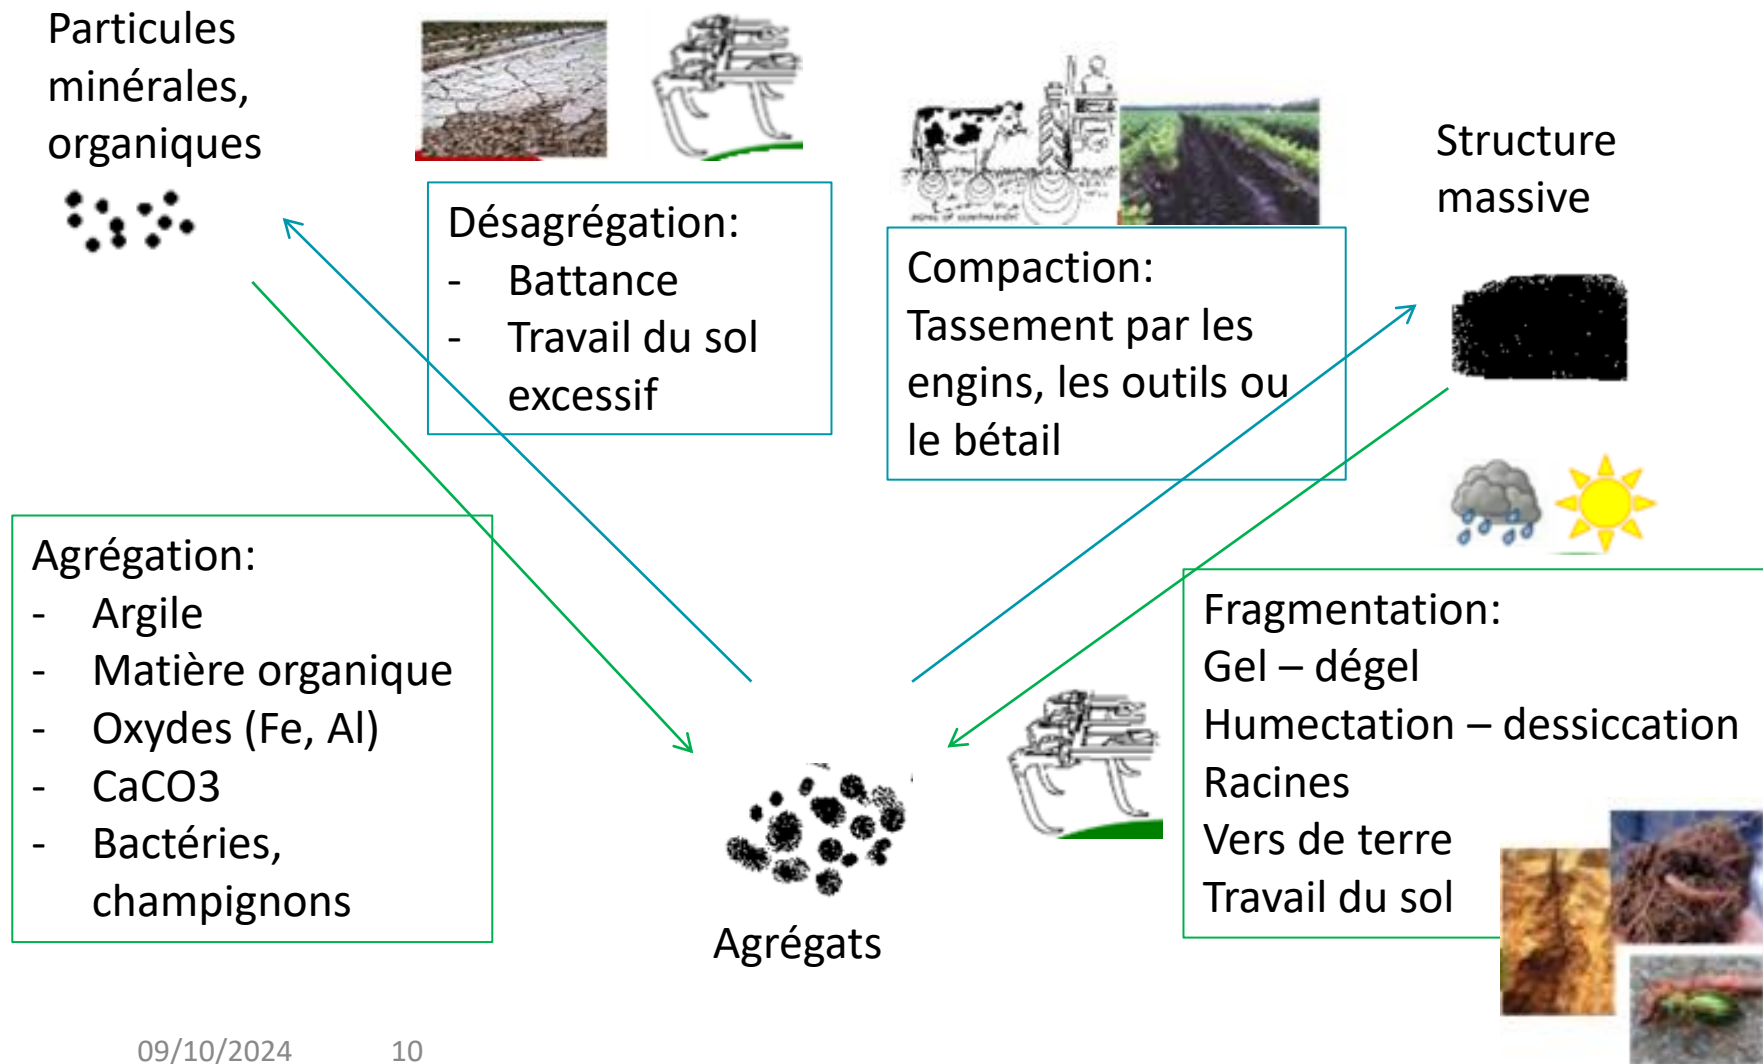 Particules
minérales,
organiques
Désagrégation:
- Battance
- Travail du sol
excessif
Compaction:
Tassement par les
engins, les outils ou
le bétail
Structure
massive
Agrégation:
- Argile
- Matière organique
- Oxydes (Fe, Al)
- CaCO3
- Bactéries,
champignons
Agrégats
Fragmentation:
Gel – dégel
Humectation – dessiccation
Racines
Vers de terre
Travail du sol
09/10/2024 10